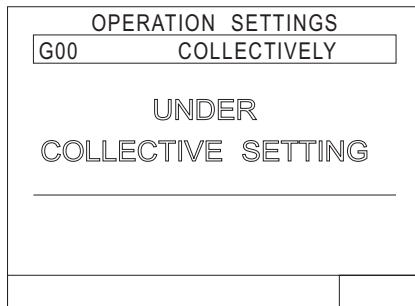 OPERATION SETTINGS
G00 COLLECTIVELY
UNDER
COLLECTIVE SETTING